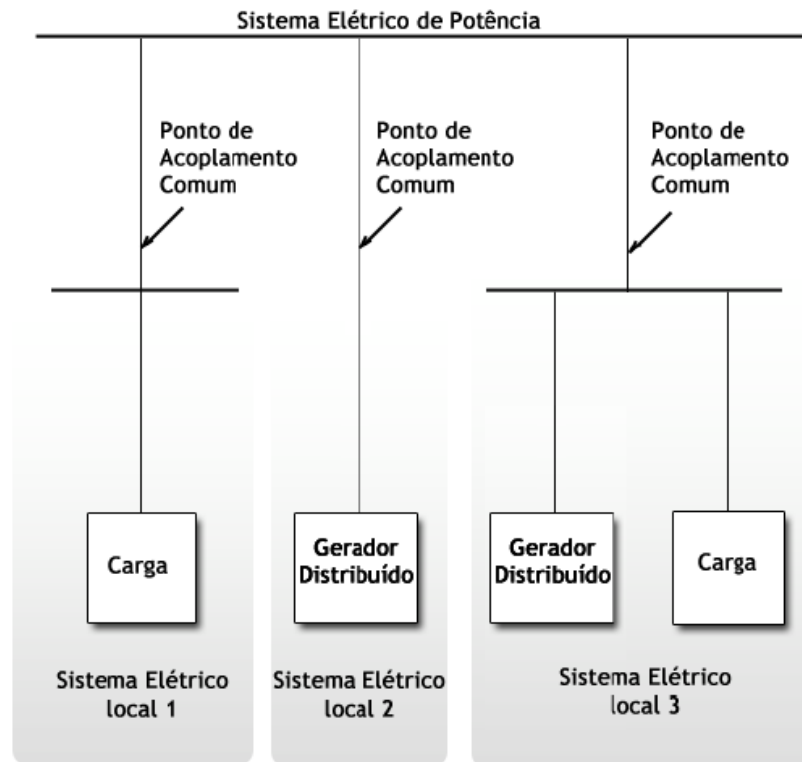 Sistema Elétrico de Potência
Ponto de
Acoplamento
Comum
Ponto de
Acoplamento
Comum
Ponto de
Acoplamento
Comum
Carga
Gerador
Distribuído
Gerador
Distribuído
Carga
Sistema Elétrico
local 1
Sistema Elétrico
local 2
Sistema Elétrico
local 3